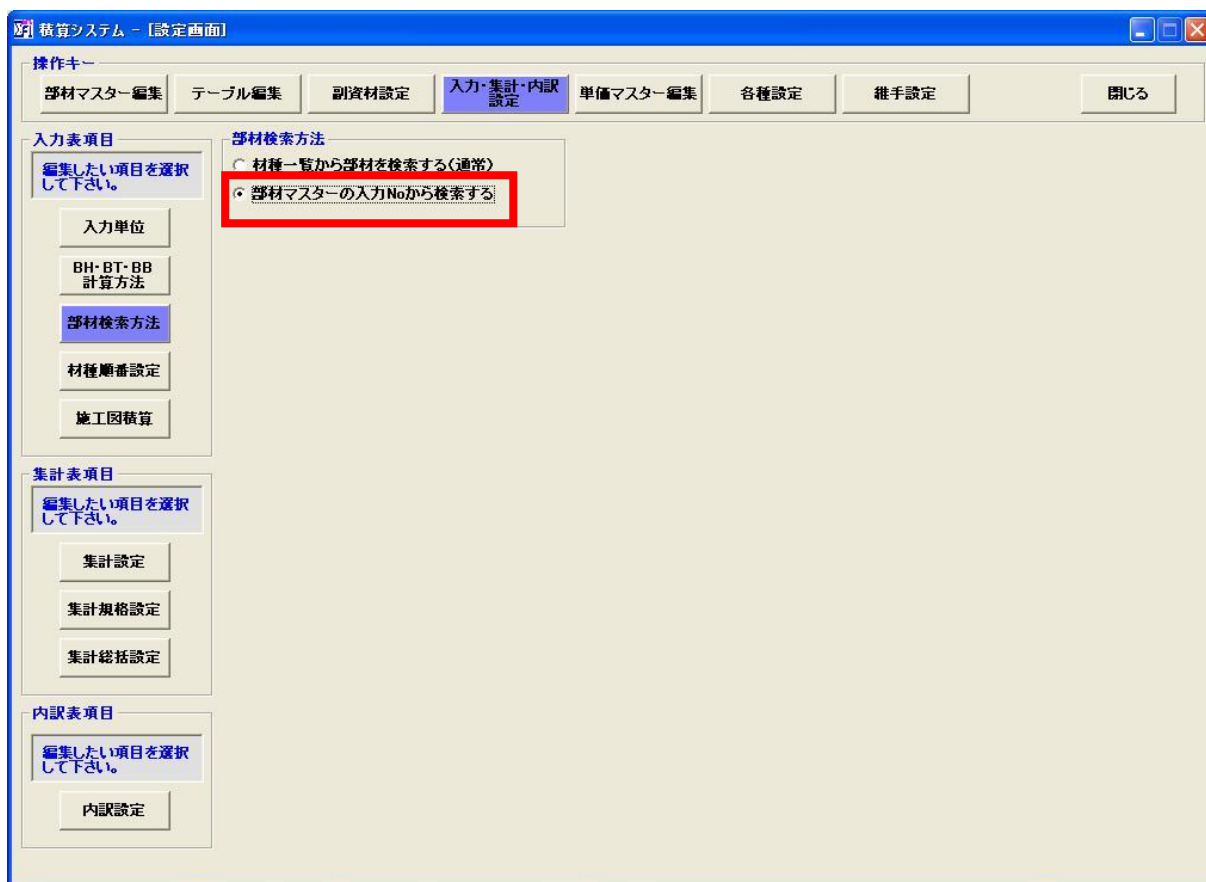 積算システム - [設定画面]
操作キー
部材マスター編集
テーブル編集
副資材設定
入力・集計・内訳
設定
単価マスター編集
各種設定
継手設定
閉じる
入力表項目
編集したい項目を選択
して下さい。
入力単位
BH・BT・BB
計算方法
部材検索方法
材種順番設定
施工図積算
部材検索方法
材種一覧から部材を検索する(通常)
部材マスターの入力Noから検索する
集計表項目
編集したい項目を選択
して下さい。
集計設定
集計規格設定
集計総括設定
内訳表項目
編集したい項目を選択
して下さい。
内訳設定